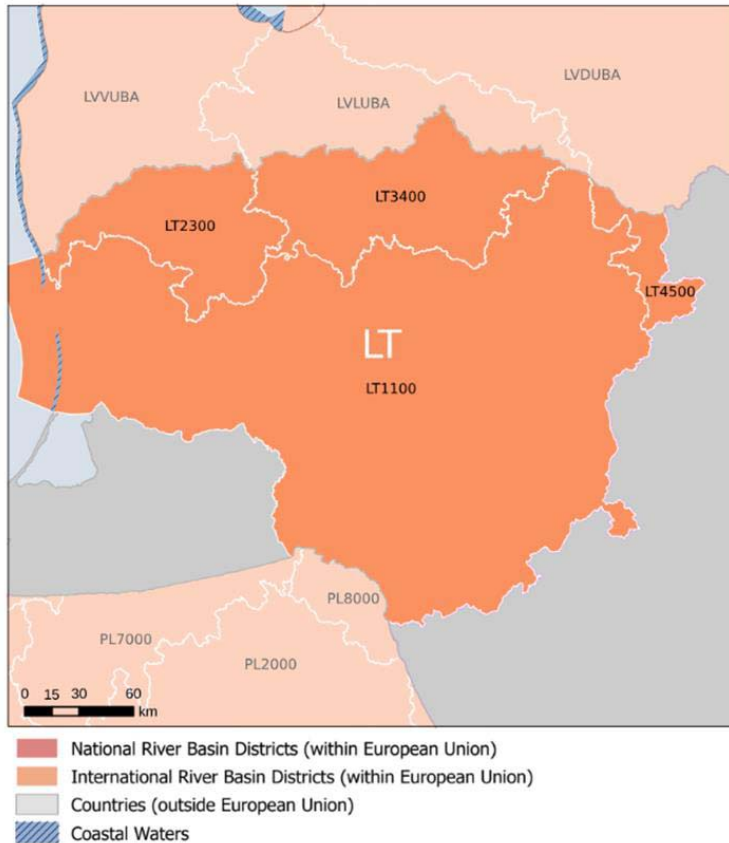 LVVUBA
LVLUBA
LVDUBA
LT2300
LT3400
LT4500
LT
LT1100
PL8000
PL7000
PL2000
0 15 30 60
km
National River Basin Districts (within European Union)
International River Basin Districts (within European Union)
Countries (outside European Union)
Coastal Waters